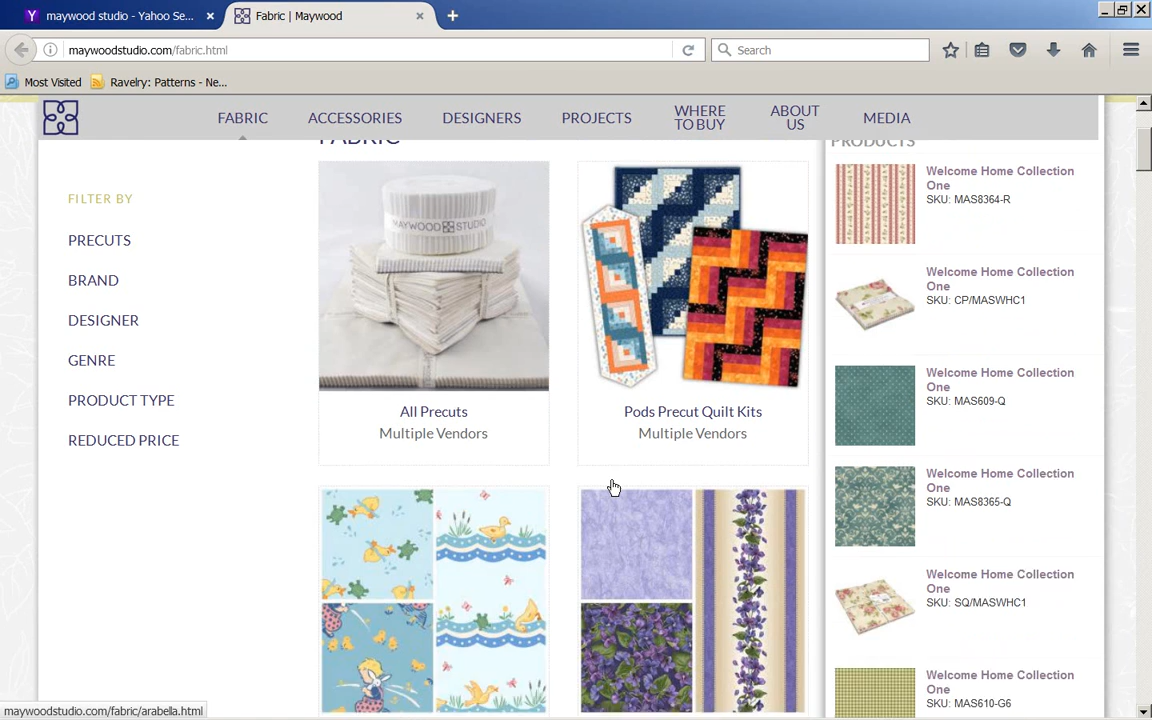 maywood studio - Yahoo Se...
Fabric | Maywood
maywoodstudio.com/fabric.html
Search
Most Visited
Ravelry: Patterns - Ne...
FABRIC
ACCESSORIES
DESIGNERS
PROJECTS
WHERE
TO BUY
ABOUT
US
MEDIA
FABRIC
PRODUCTS
FILTER BY
PRECUTS
BRAND
DESIGNER
GENRE
PRODUCT TYPE
REDUCED PRICE
MAYWOOD STUDIO
All Precuts
Multiple Vendors
Pods Precut Quilt Kits
Multiple Vendors
Welcome Home Collection
One
SKU: MAS8364-R
Welcome Home Collection
One
SKU: CP/MASWHC1
Welcome Home Collection
One
SKU: MAS609-Q
Welcome Home Collection
One
SKU: MAS8365-Q
Welcome Home Collection
One
SKU: SQ/MASWHC1
Welcome Home Collection
One
SKU: MAS610-G6
maywoodstudio.com/fabric/arabella.html